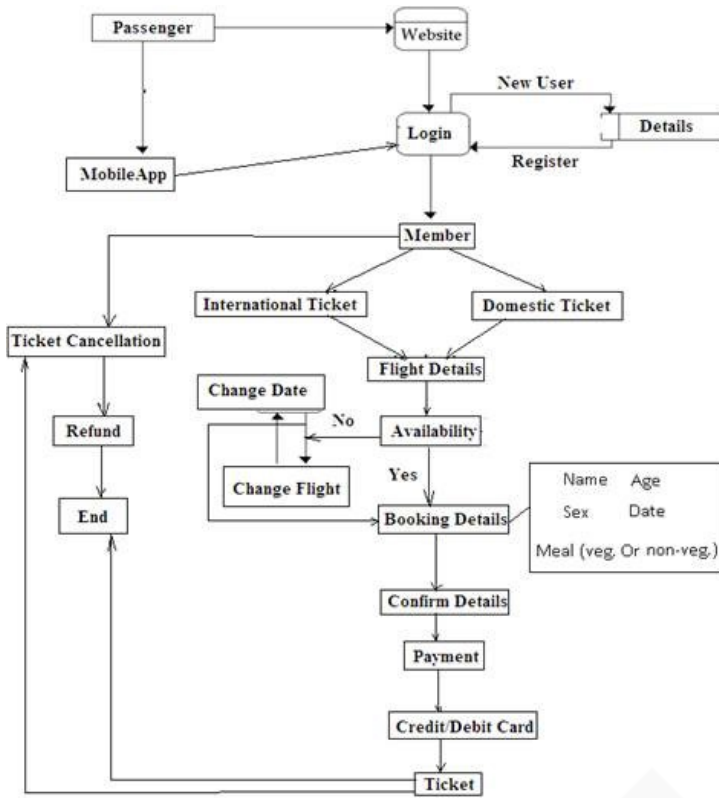 Passenger
Website
New User
Login
Details
Register
MobileApp
Member
International Ticket
Domestic Ticket
Ticket Cancellation
Flight Details
Change Date
No
Availability
Refund
Change Flight
Yes
Name Age
End
Booking Details
Sex Date
Meal (veg. Or non-veg.)
Confirm Details
Payment
Credit/Debit Card
Ticket